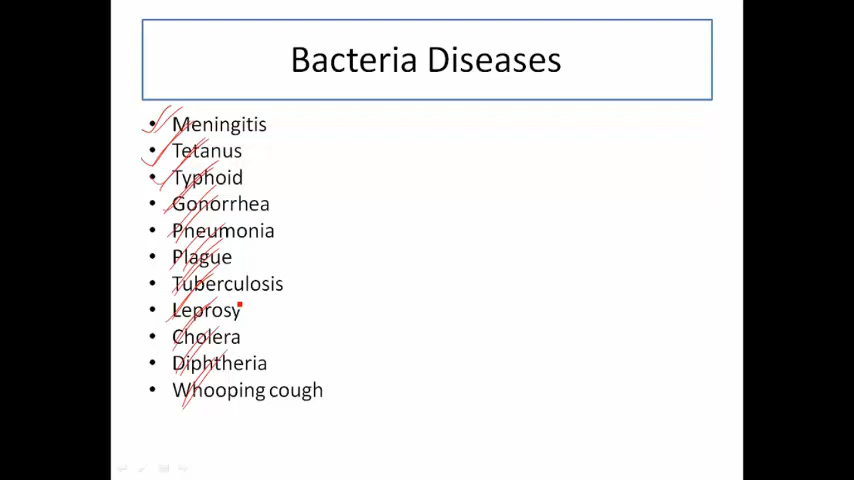 Bacteria Diseases
• Meningitis
• Tetanus
• Typhoid
• Gonorrhea
• Pneumonia
• Plague
• Tuberculosis
• Leprosy
• Cholera
• Diphtheria
• Whooping cough